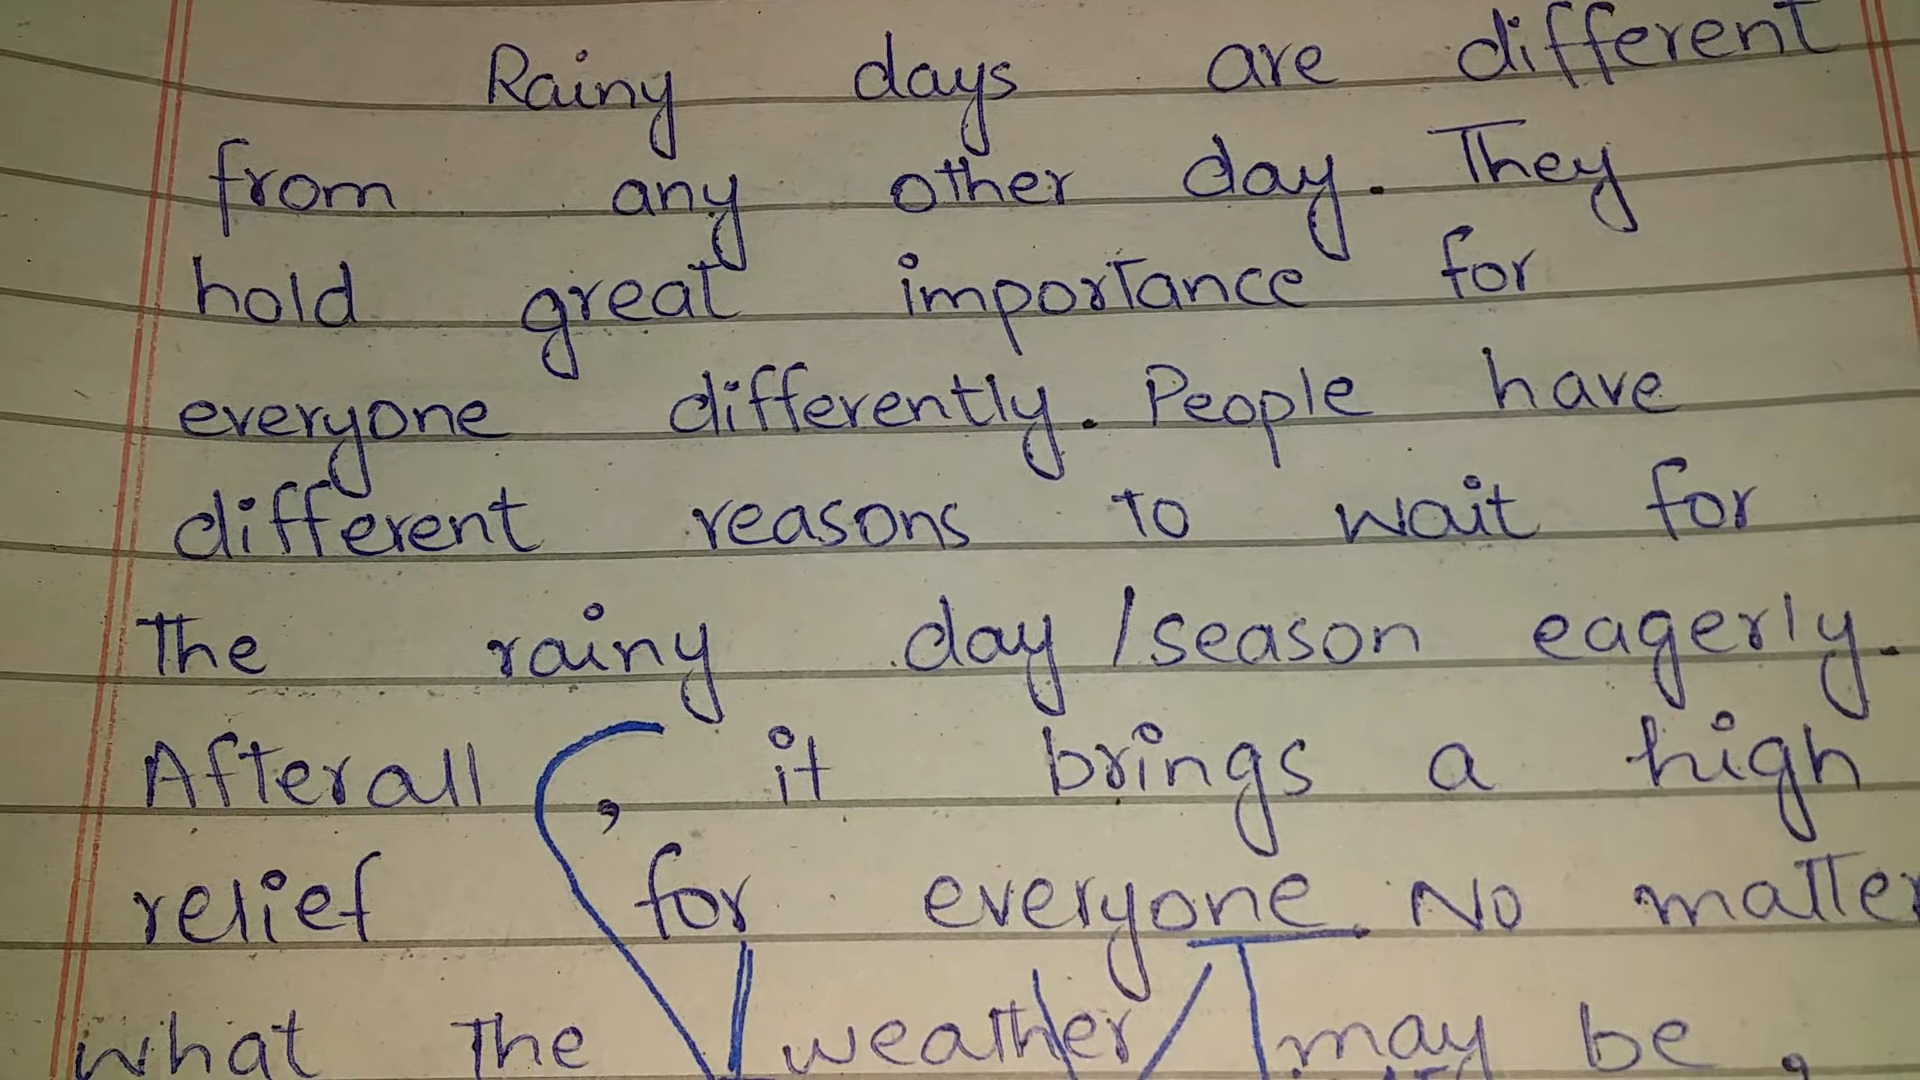 Rainy days are different
from any other day. They
hold great importance for
everyone differently. People have
different reasons to wait for
the rainy day/season eagerly.
Afterall, it brings a high
relief for everyone. No matter
what the weather may be,